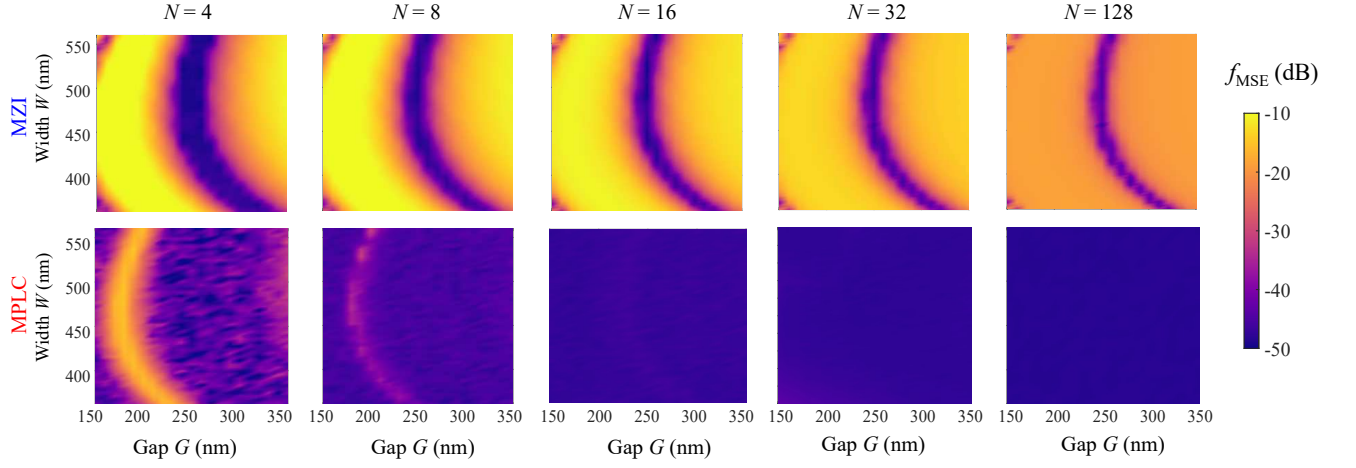 N = 4 N = 8 N = 16 N = 32 N = 128
MZI
Width W (nm)
550
500
450
400
f_MSE (dB)
-10
-20
-30
-40
-50
MPLC
Width W (nm)
550
500
450
400
150 200 250 300 350 150 200 250 300 350 150 200 250 300 350 150 200 250 300 350 150 200 250 300 350
Gap G (nm) Gap G (nm) Gap G (nm) Gap G (nm) Gap G (nm)